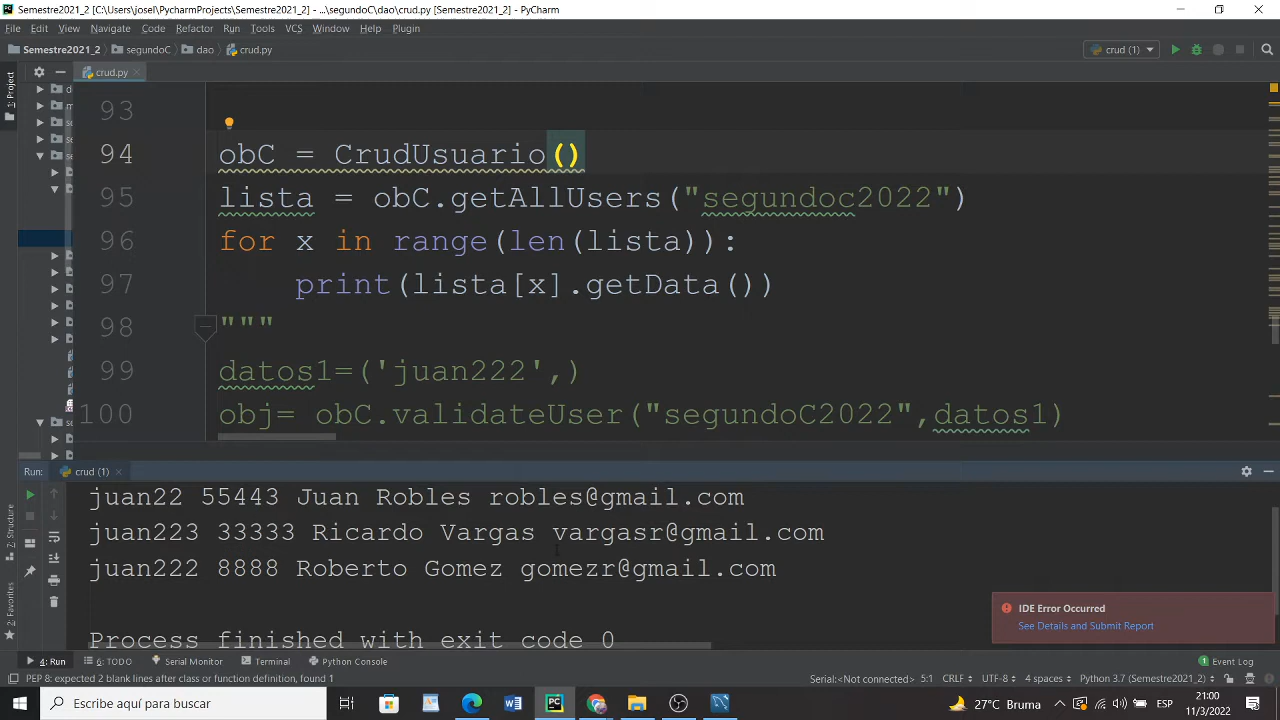 Semestre2021_2 [C:\Users\josel\PycharmProjects\Semestre2021_2] - ...\segundoC\dao\crud.py - PyCharm
File Edit View Navigate Code Refactor Run Tools VCS Window Help Plugin
Semestre2021_2 segundoC dao crud.py crud (1)
1: Project
crud.py
93
94 obC = CrudUsuario()
95 lista = obC.getAllUsers("segundoc2022")
96 for x in range(len(lista)):
97 print(lista[x].getData())
98 """
99 datos1=('juan222',)
100 obj= obC.validateUser("segundoC2022",datos1)
Run: crud (1)
juan22 55443 Juan Robles robles@gmail.com
juan223 33333 Ricardo Vargas vargasr@gmail.com
juan222 8888 Roberto Gomez gomezr@gmail.com
Process finished with exit code 0
IDE Error Occurred
See Details and Submit Report
7: Structure
2: Favorites
4: Run 6: TODO Serial Monitor Terminal Python Console 1 Event Log
PEP 8: expected 2 blank lines after class or function definition, found 1 Serial:<Not connected> 5:1 CRLF UTF-8 4 spaces Python 3.7 (Semestre2021_2)
Escribe aquí para buscar 27°C Bruma ESP 21:00
11/3/2022